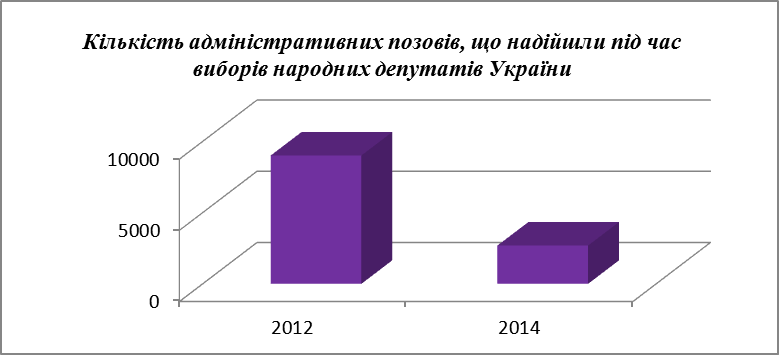 Кількість адміністративних позовів, що надійшли під час
виборів народних депутатів України
10000
5000
0
2012
2014